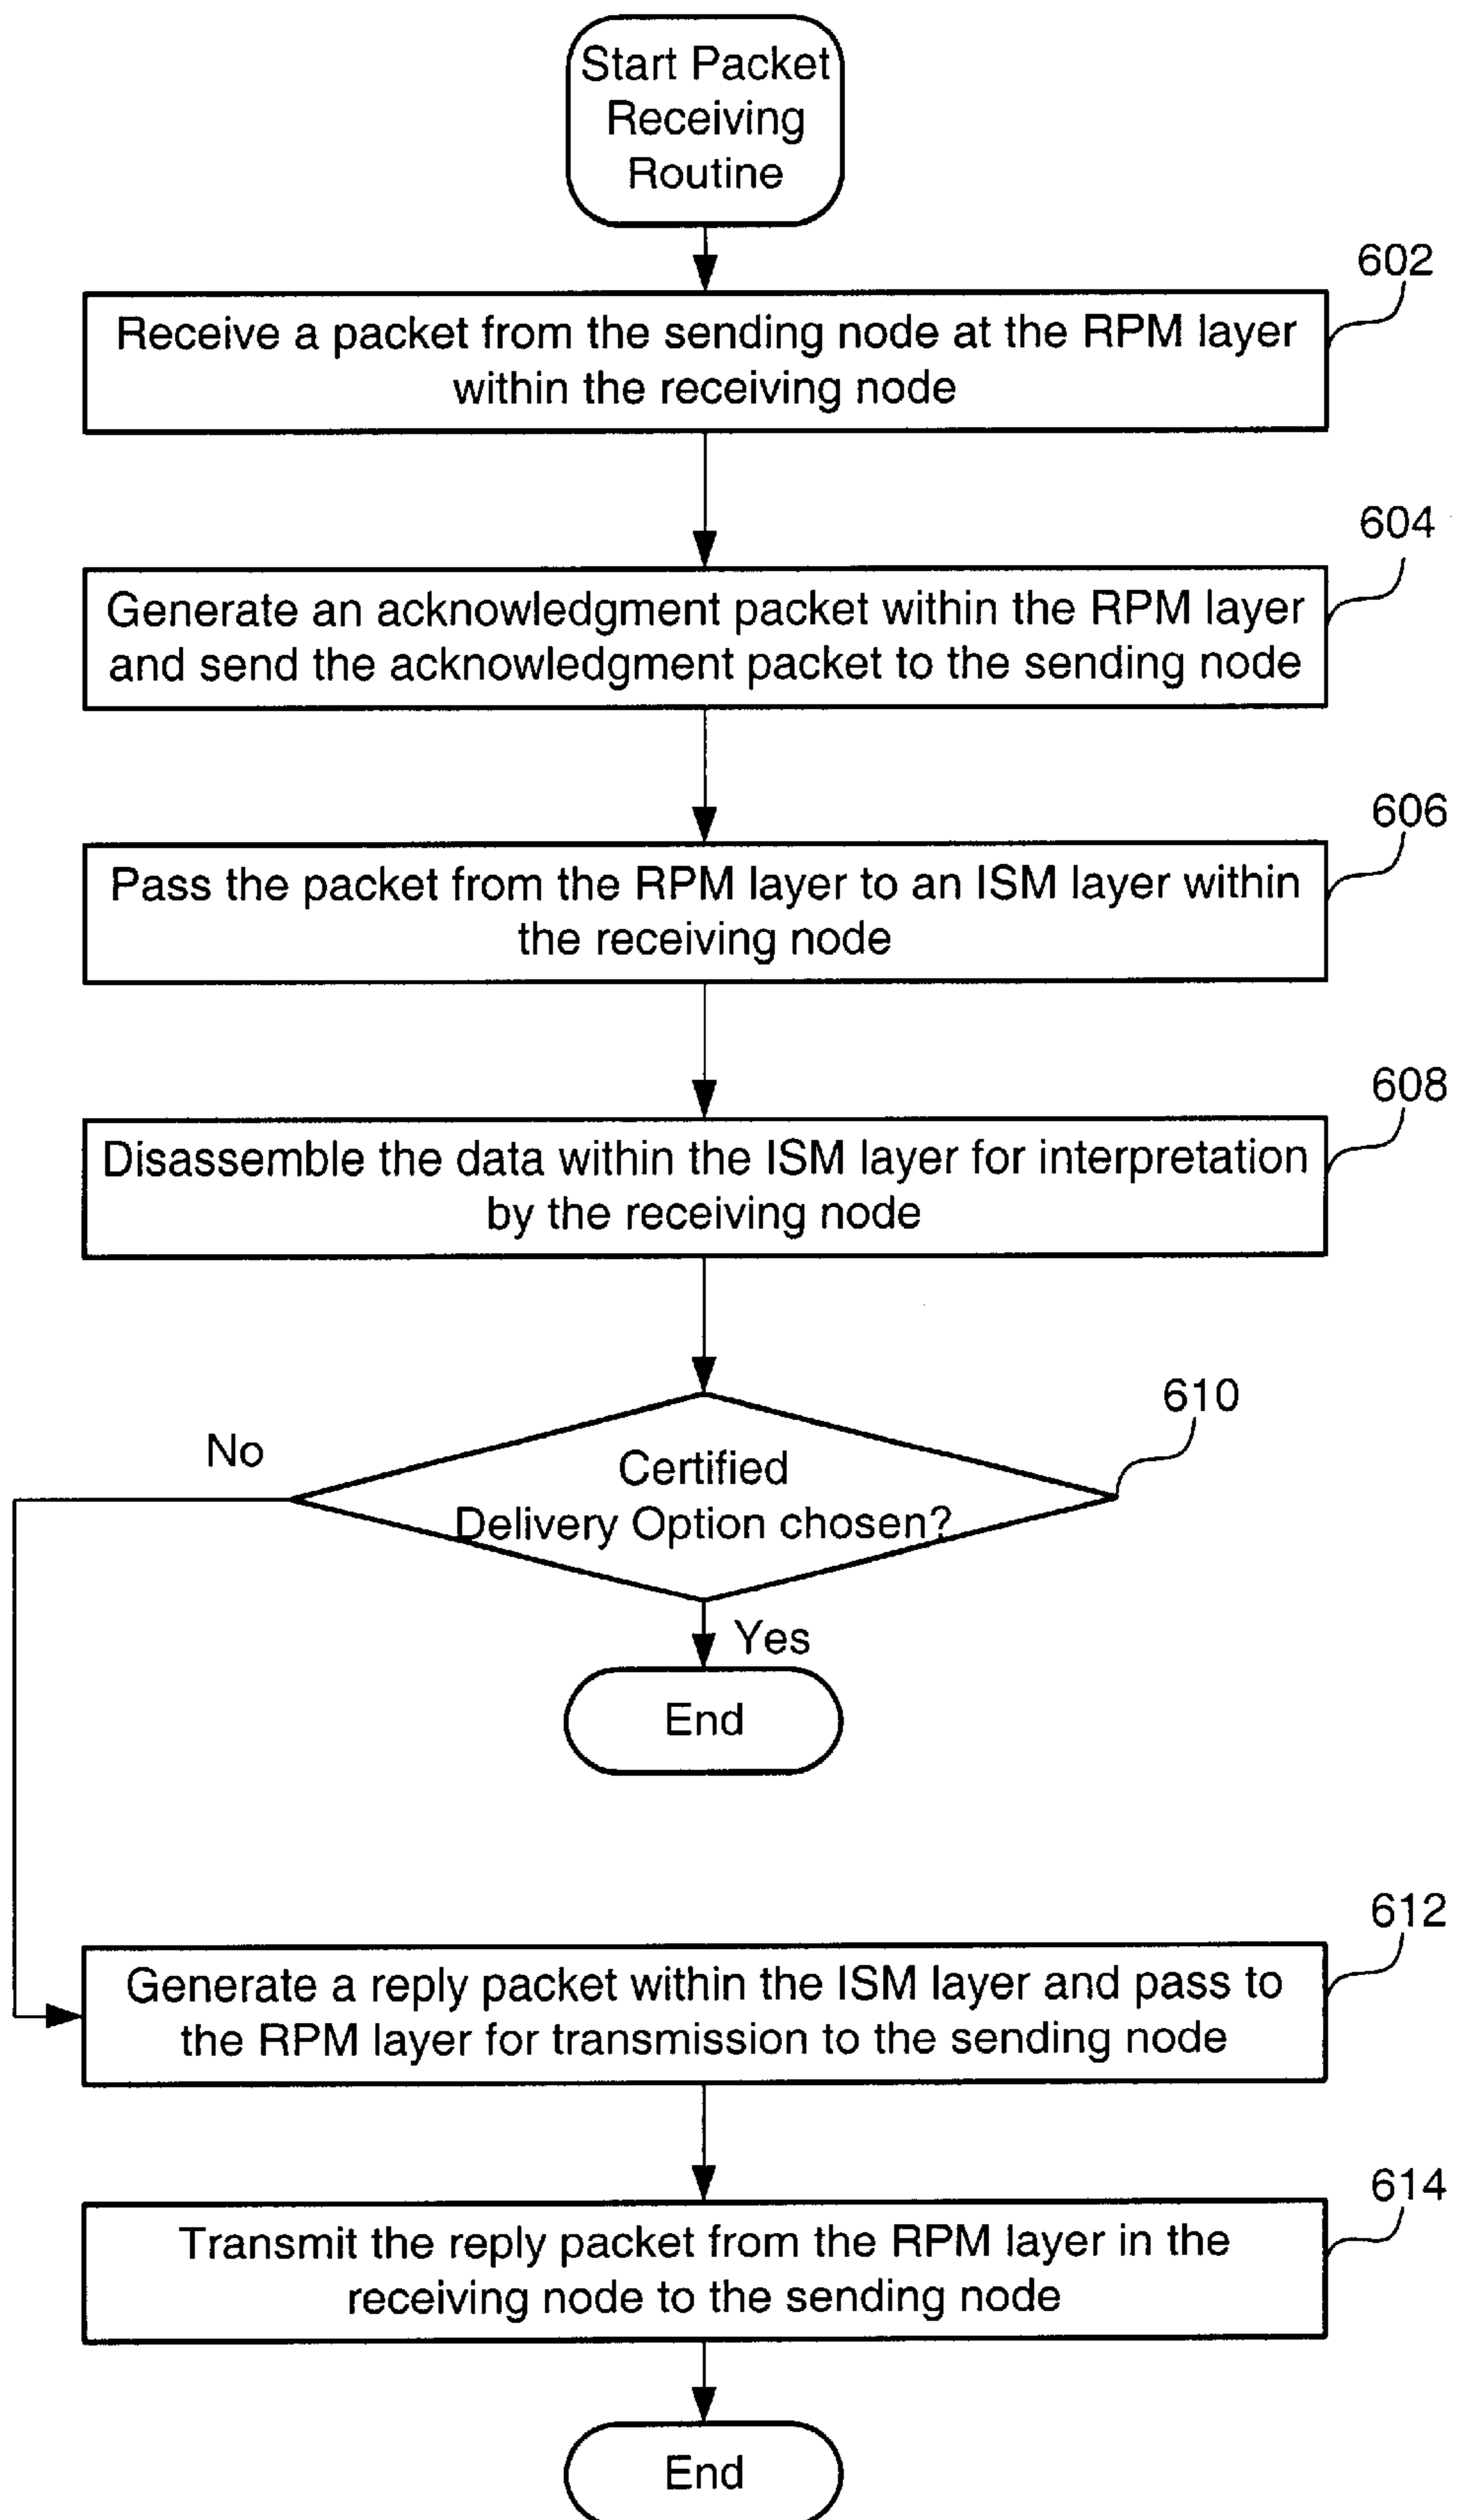 Start Packet
Receiving
Routine
602
Receive a packet from the sending node at the RPM layer
within the receiving node
604
Generate an acknowledgment packet within the RPM layer
and send the acknowledgment packet to the sending node
606
Pass the packet from the RPM layer to an ISM layer within
the receiving node
608
Disassemble the data within the ISM layer for interpretation
by the receiving node
610
No
Certified
Delivery Option chosen?
Yes
End
612
Generate a reply packet within the ISM layer and pass to
the RPM layer for transmission to the sending node
614
Transmit the reply packet from the RPM layer in the
receiving node to the sending node
End